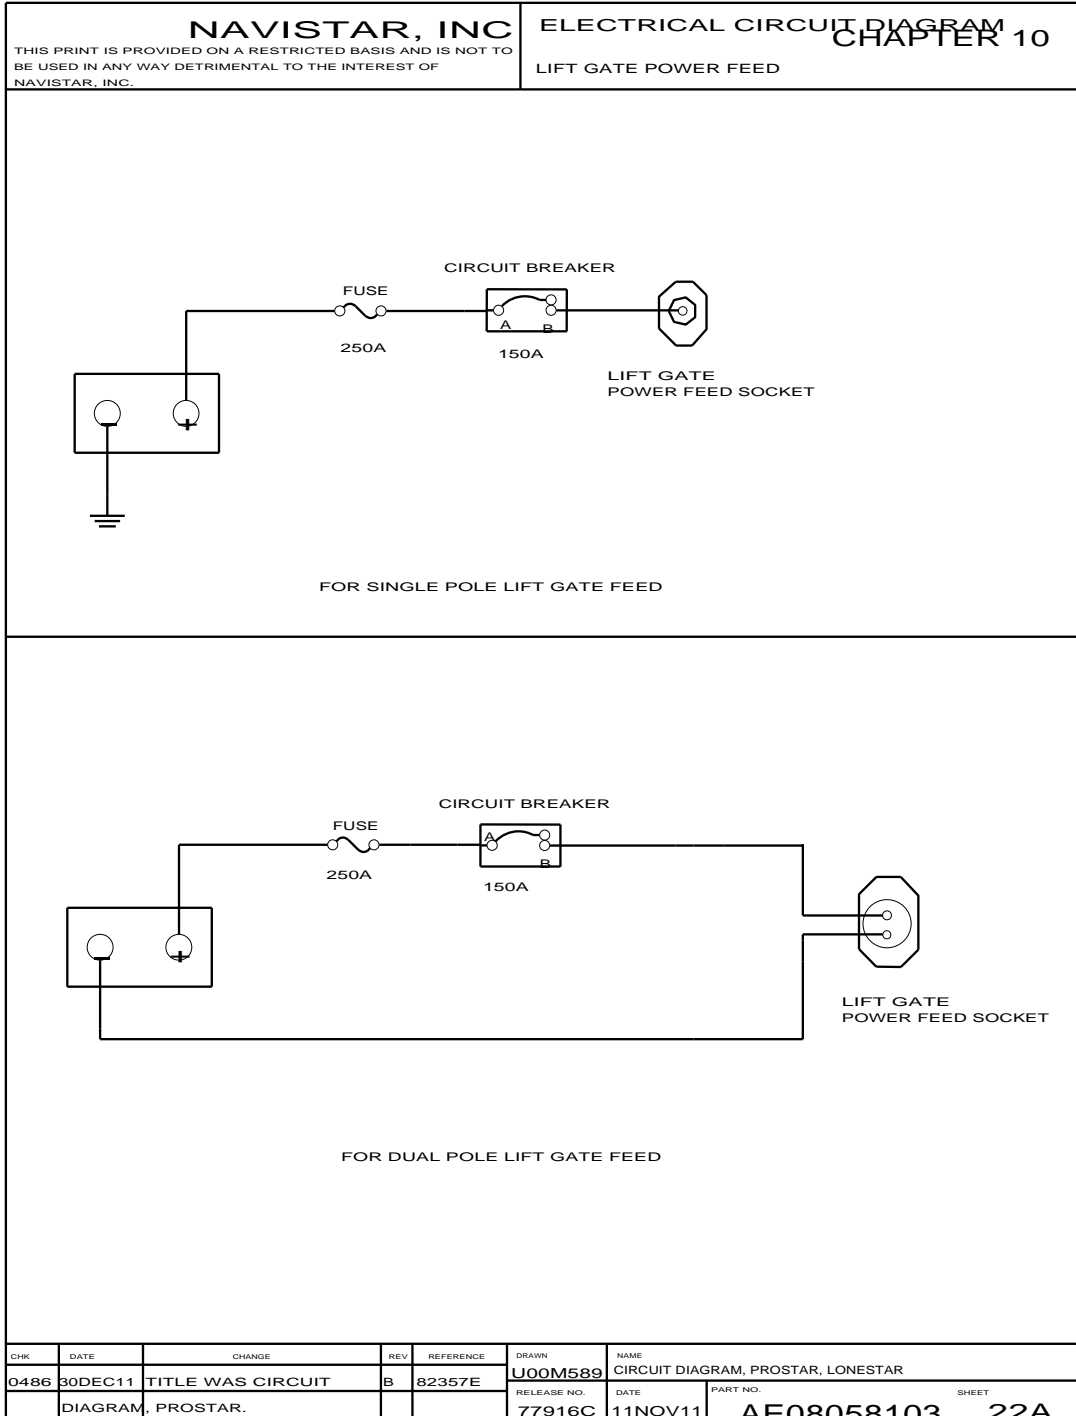 NAVISTAR, INC
THIS PRINT IS PROVIDED ON A RESTRICTED BASIS AND IS NOT TO
BE USED IN ANY WAY DETRIMENTAL TO THE INTEREST OF
NAVISTAR, INC.
ELECTRICAL CIRCUIT DIAGRAM
CHAPTER 10
LIFT GATE POWER FEED
CIRCUIT BREAKER
FUSE
A B
250A
150A
LIFT GATE
POWER FEED SOCKET
- +
FOR SINGLE POLE LIFT GATE FEED
CIRCUIT BREAKER
FUSE
A
B
250A
150A
- +
LIFT GATE
POWER FEED SOCKET
FOR DUAL POLE LIFT GATE FEED
CHK DATE CHANGE REV REFERENCE
0486 30DEC11 TITLE WAS CIRCUIT B 82357E
DIAGRAM, PROSTAR.
DRAWN
U00M589
NAME
CIRCUIT DIAGRAM, PROSTAR, LONESTAR
RELEASE NO.
77916C
DATE
11NOV11
PART NO.
AE08058103
SHEET
22A